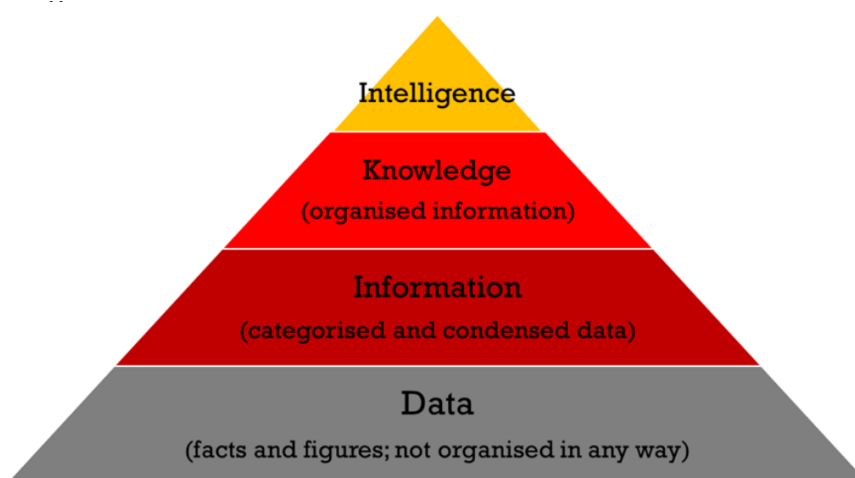 Intelligence
Knowledge
(organised information)
Information
(categorised and condensed data)
Data
(facts and figures; not organised in any way)